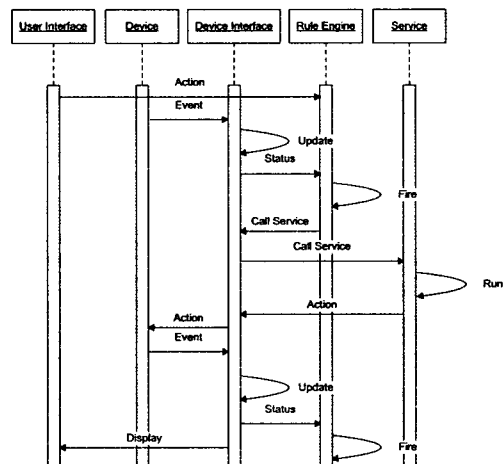 User Interface
Device
Device Interface
Rule Engine
Service
Action
Event
Update
Status
Fire
Call Service
Call Service
Run
Action
Action
Event
Update
Status
Display
Fire